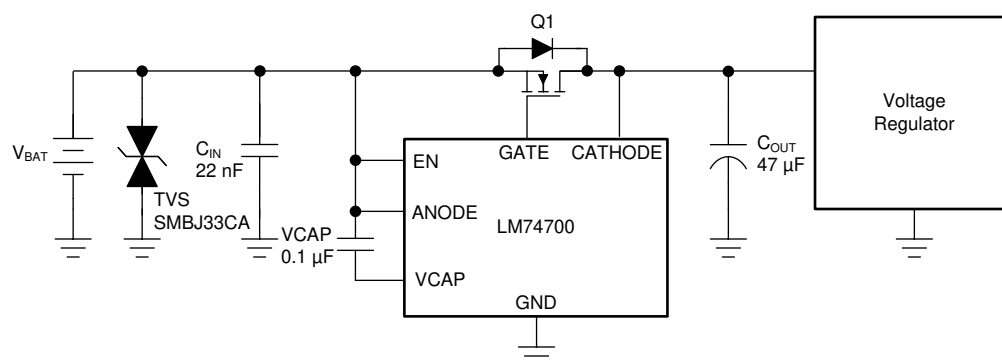 Q1
V_BAT
TVS
SMBJ33CA
C_IN
22 nF
VCAP
0.1 µF
EN
ANODE
VCAP
GATE
CATHODE
LM74700
GND
C_OUT
47 µF
Voltage
Regulator